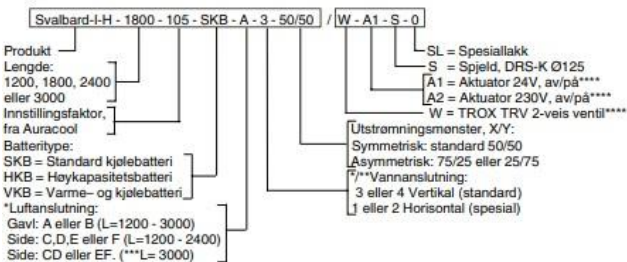 Svalbard-I-H - 1800 - 105 - SKB - A - 3 - 50/50 / W - A1 - S - 0
Produkt
Lengde:
1200, 1800, 2400
eller 3000
Innstillingsfaktor,
fra Auracool
Batteritype:
SKB = Standard kjølebatteri
HKB = Høykapasitetsbatteri
VKB = Varme– og kjølebatteri
*Luftanslutning:
Gavl: A eller B (L=1200 - 3000)
Side: C,D,E eller F (L=1200 - 2400)
Side: CD eller EF. (***L= 3000)
SL = Spesiallakk
S = Spjeld, DRS-K Ø125
A1 = Aktuator 24V, av/på****
A2 = Aktuator 230V, av/på****
W = TROX TRV 2-veis ventil****
Utstrømningsmønster, X/Y:
Symmetrisk: standard 50/50
Asymmetrisk: 75/25 eller 25/75
*/**Vannanslutning:
3 eller 4 Vertikal (standard)
1 eller 2 Horisontal (spesial)